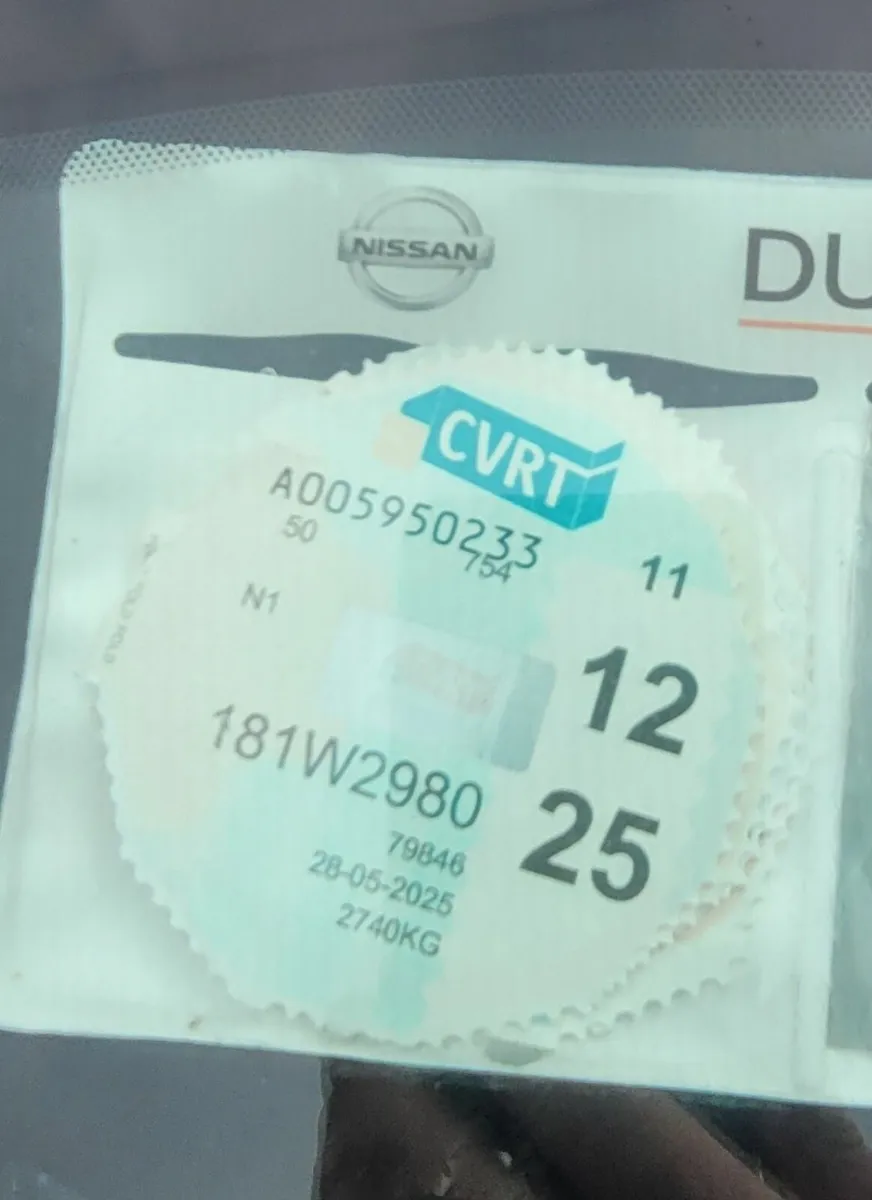 NISSAN
DU
CVRT
A005950233
50
754
11
N1
12
181W2980
25
79846
28-05-2025
2740KG